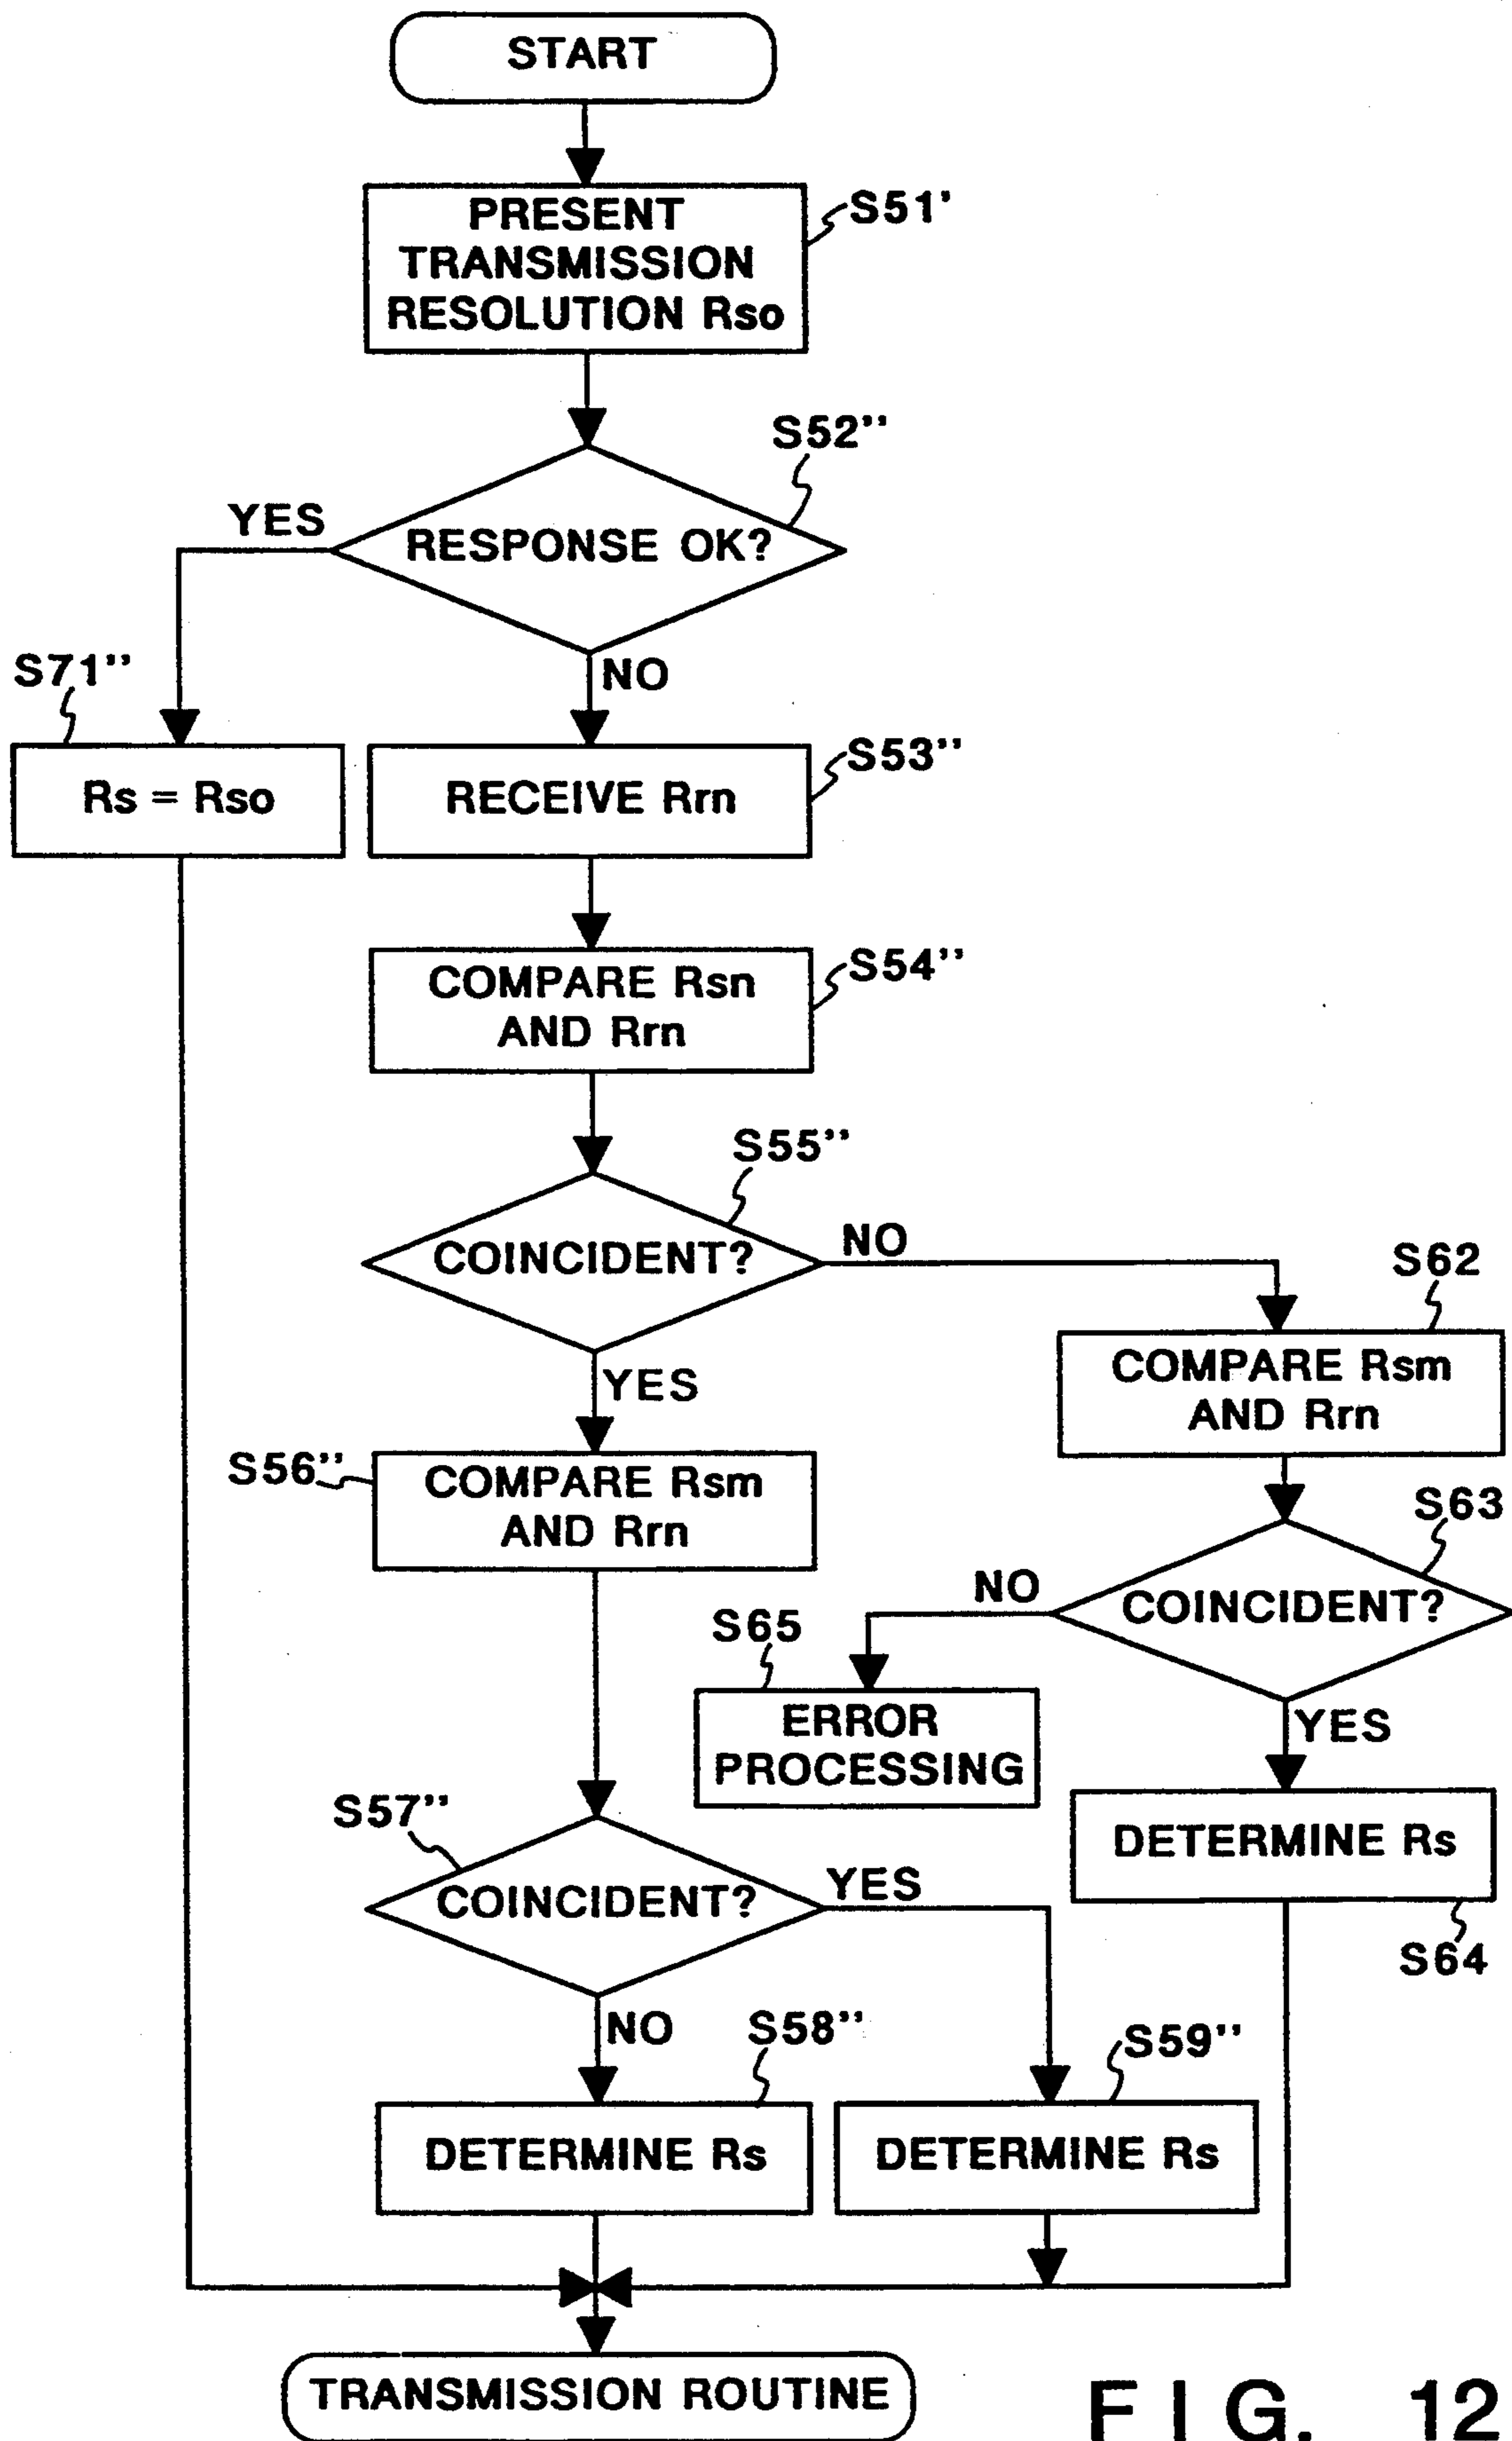 START
PRESENT
TRANSMISSION
RESOLUTION Rso
S51'
S52''
YES
RESPONSE OK?
NO
S71''
Rs = Rso
RECEIVE Rrn
S53''
COMPARE Rsn
AND Rrn
S54''
S55''
COINCIDENT?
NO
S62
YES
COMPARE Rsm
AND Rrn
S56''
COMPARE Rsm
AND Rrn
S63
NO
COINCIDENT?
S65
ERROR
PROCESSING
YES
S57''
COINCIDENT?
YES
DETERMINE Rs
S64
NO
S58''
S59''
DETERMINE Rs
DETERMINE Rs
TRANSMISSION ROUTINE
FIG. 12